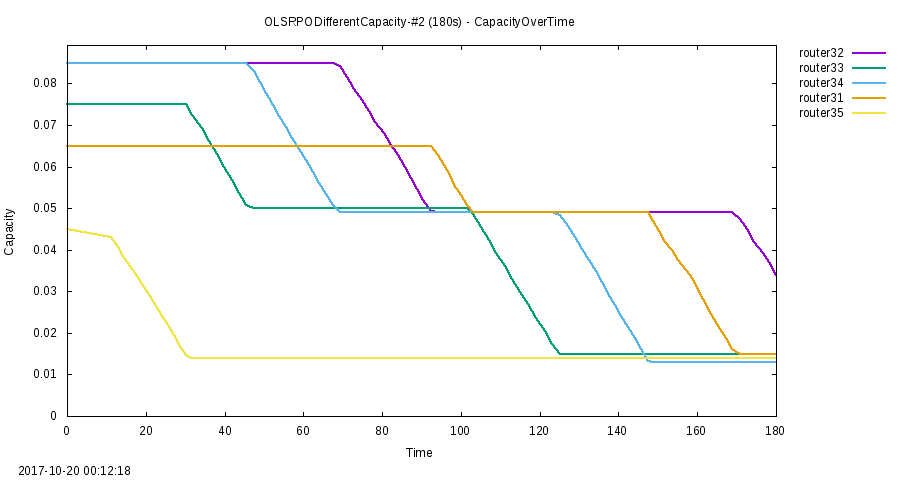 OLSRPODifferentCapacity-#2 (180s) - CapacityOverTime
router32
router33
router34
router31
router35
Capacity
0.08
0.07
0.06
0.05
0.04
0.03
0.02
0.01
0
0 20 40 60 80 100 120 140 160 180
Time
2017-10-20 00:12:18